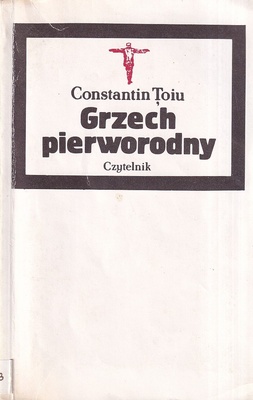 Constantin Țoiu
Grzech
pierworodny
Czytelnik